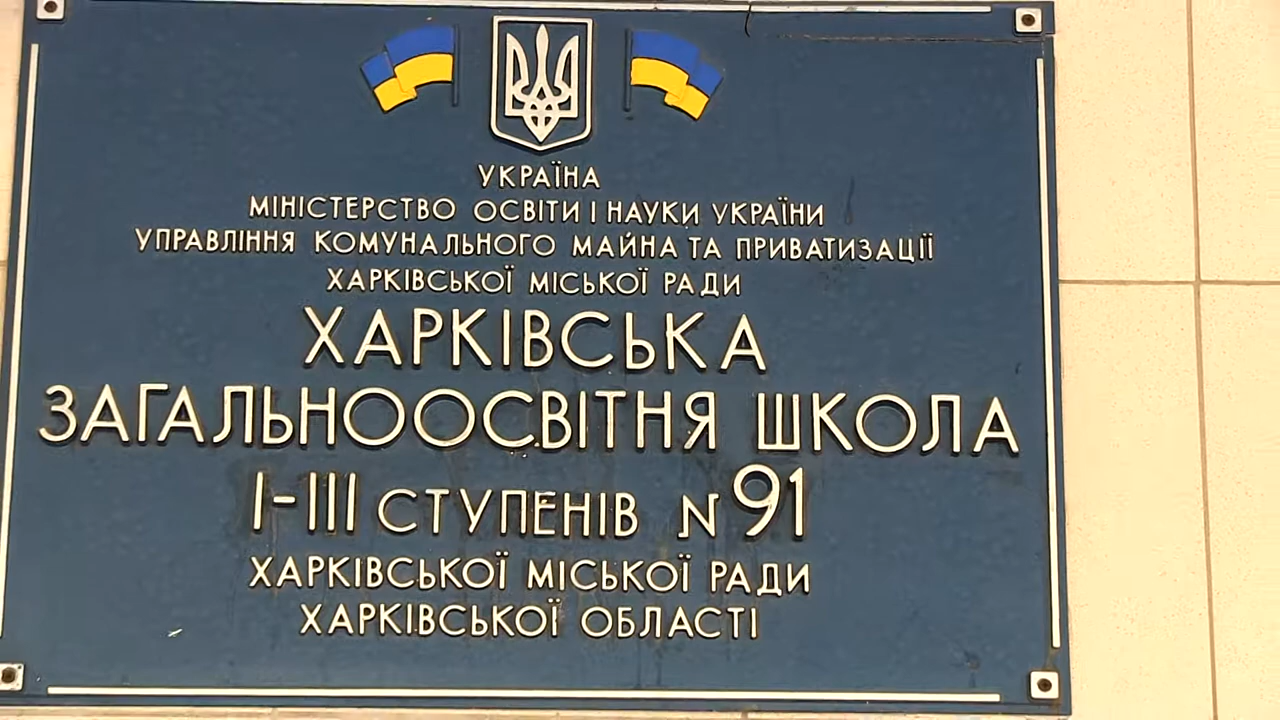 УКРАЇНА
МІНІСТЕРСТВО ОСВІТИ І НАУКИ УКРАЇНИ
УПРАВЛІННЯ КОМУНАЛЬНОГО МАЙНА ТА ПРИВАТИЗАЦІЇ
ХАРКІВСЬКОЇ МІСЬКОЇ РАДИ
ХАРКІВСЬКА
ЗАГАЛЬНООСВІТНЯ ШКОЛА
І-ІІІ СТУПЕНІВ N 91
ХАРКІВСЬКОЇ МІСЬКОЇ РАДИ
ХАРКІВСЬКОЇ ОБЛАСТІ